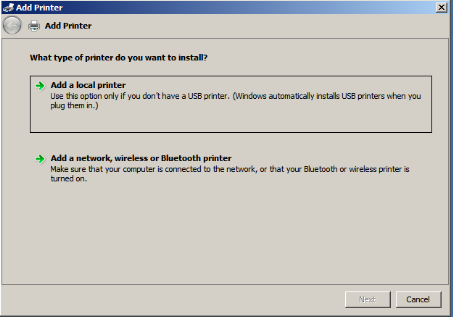 Add Printer
Add Printer
What type of printer do you want to install?
Add a local printer
Use this option only if you don't have a USB printer. (Windows automatically installs USB printers when you
plug them in.)
Add a network, wireless or Bluetooth printer
Make sure that your computer is connected to the network, or that your Bluetooth or wireless printer is
turned on.
Next
Cancel